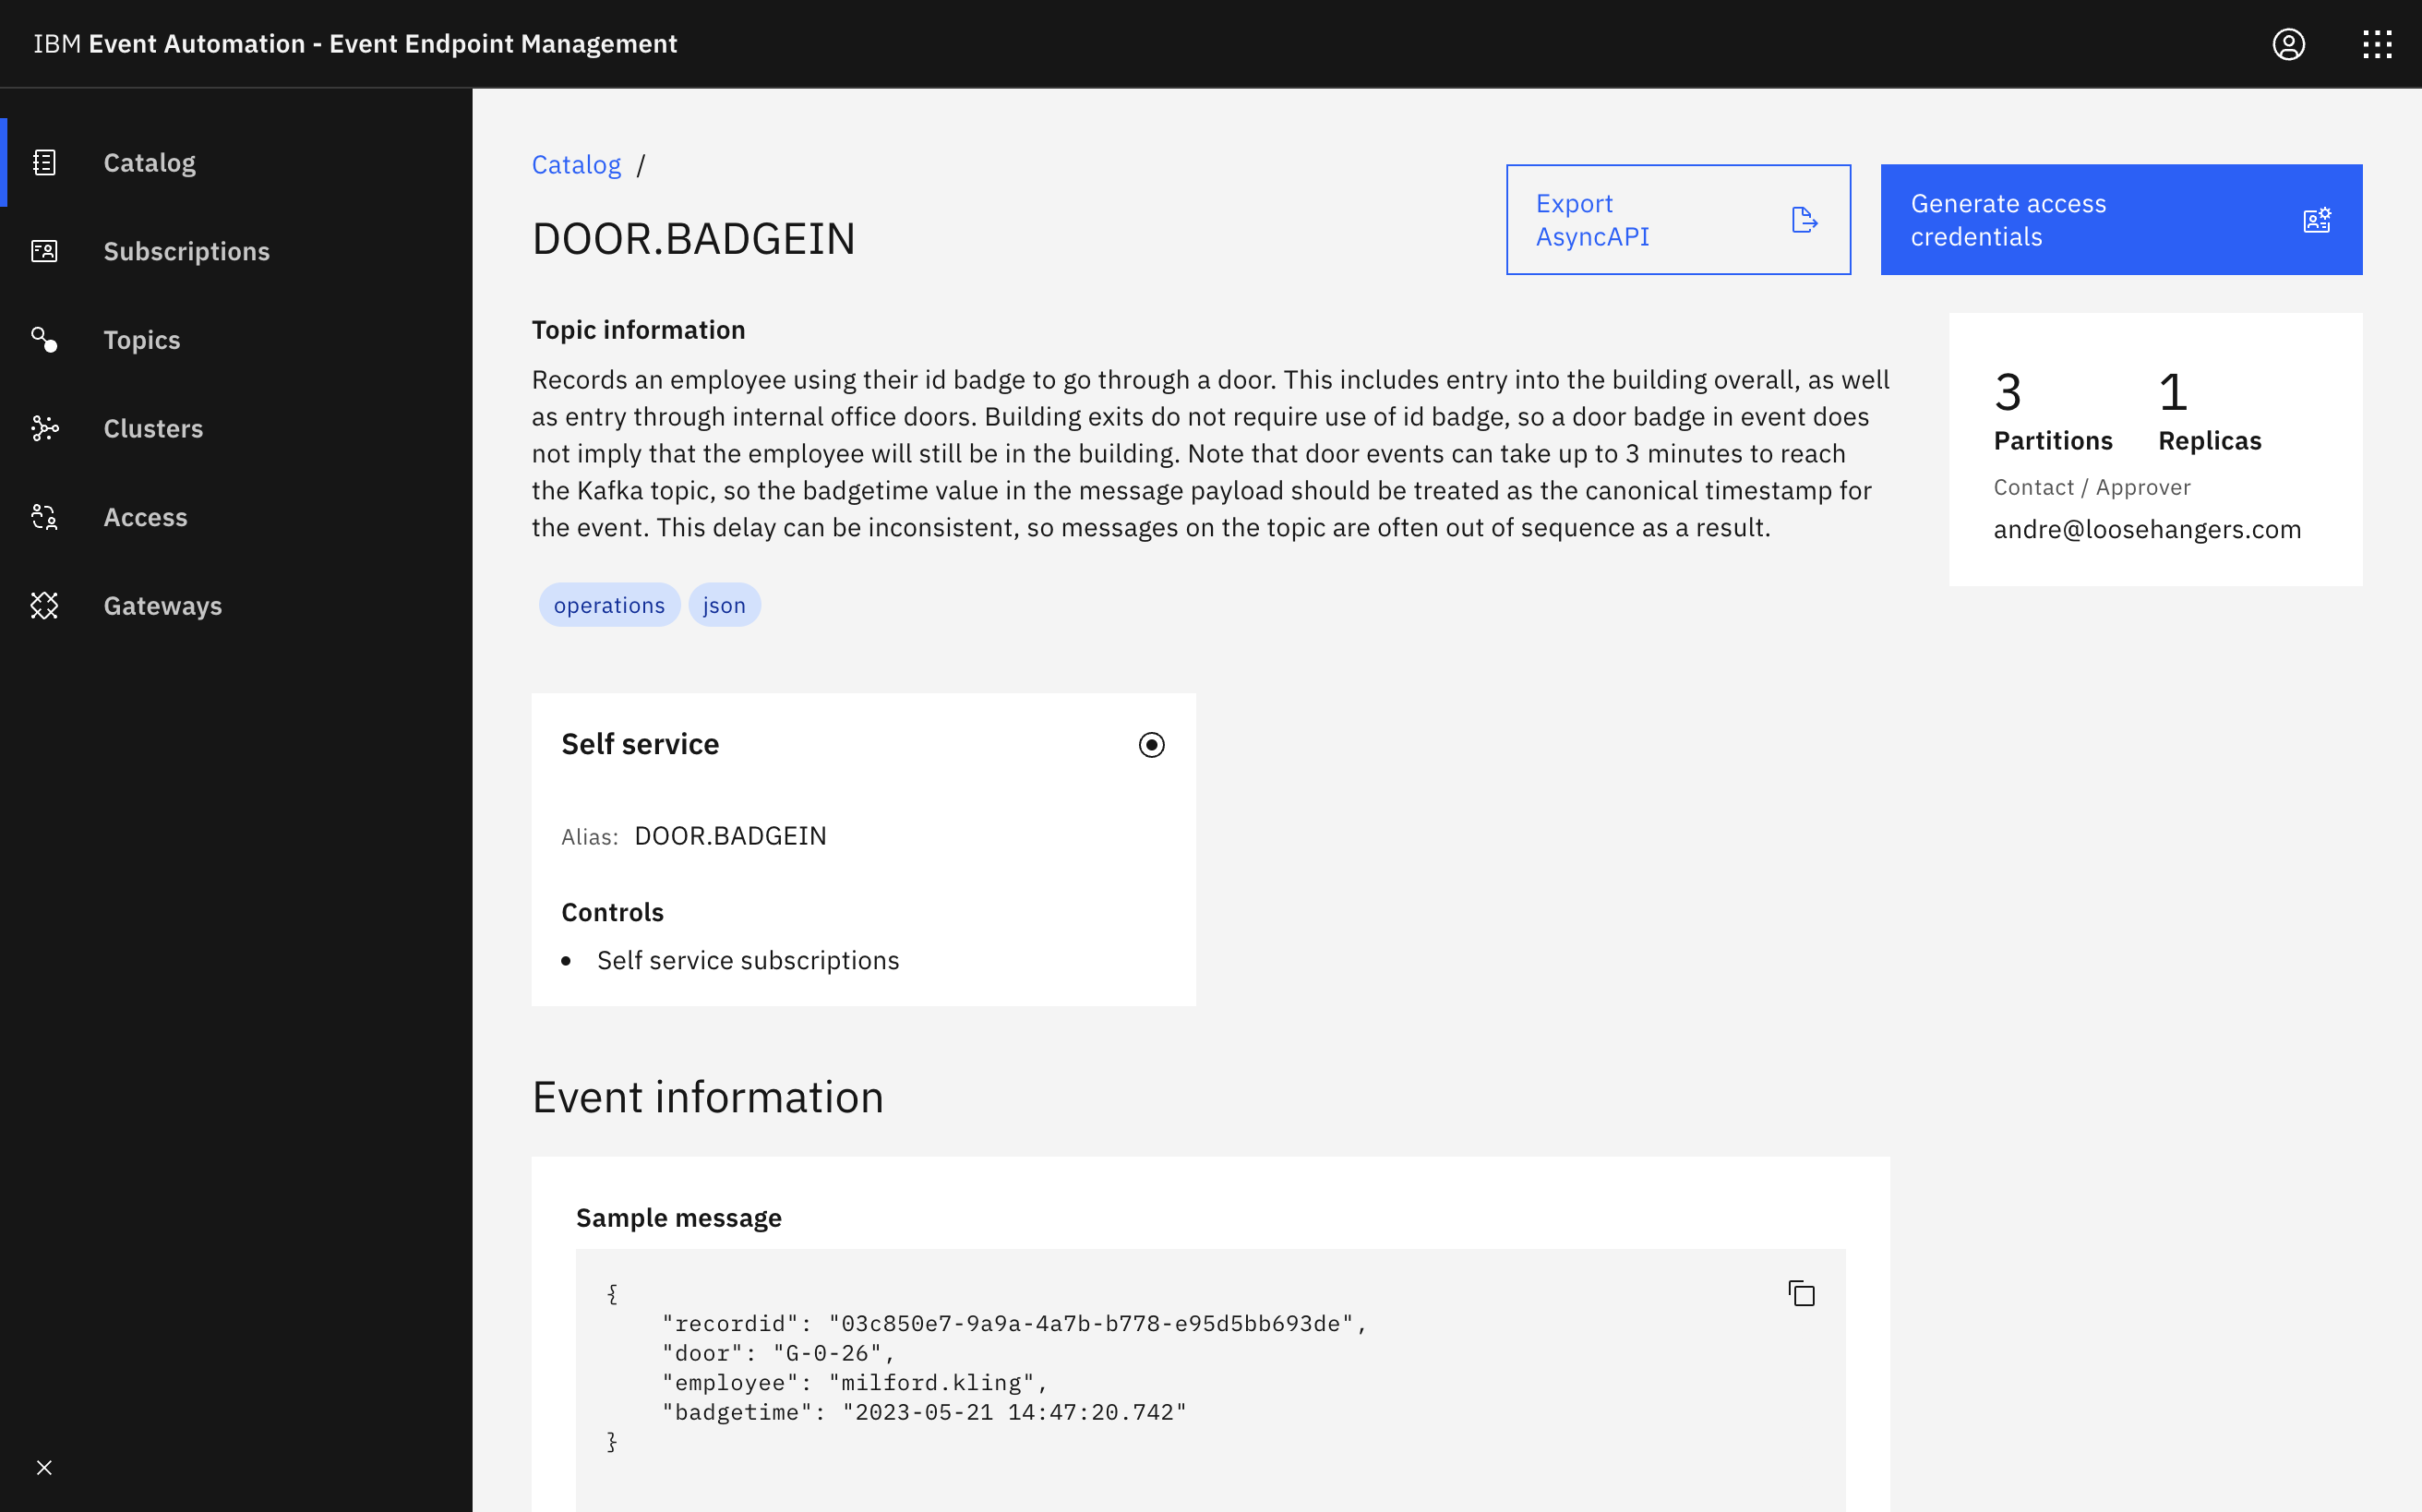 IBM Event Automation - Event Endpoint Management
Catalog
Subscriptions
Topics
Clusters
Access
Gateways
Catalog /
DOOR.BADGEIN
Export
AsyncAPI
Generate access
credentials
Topic information
Records an employee using their id badge to go through a door. This includes entry into the building overall, as well
as entry through internal office doors. Building exits do not require use of id badge, so a door badge in event does
not imply that the employee will still be in the building. Note that door events can take up to 3 minutes to reach
the Kafka topic, so the badgetime value in the message payload should be treated as the canonical timestamp for
the event. This delay can be inconsistent, so messages on the topic are often out of sequence as a result.
operations json
3 1
Partitions Replicas
Contact / Approver
andre@loosehangers.com
Self service
Alias: DOOR.BADGEIN
Controls
• Self service subscriptions
Event information
Sample message
{
"recordid": "03c850e7-9a9a-4a7b-b778-e95d5bb693de",
"door": "G-0-26",
"employee": "milford.kling",
"badgetime": "2023-05-21 14:47:20.742"
}